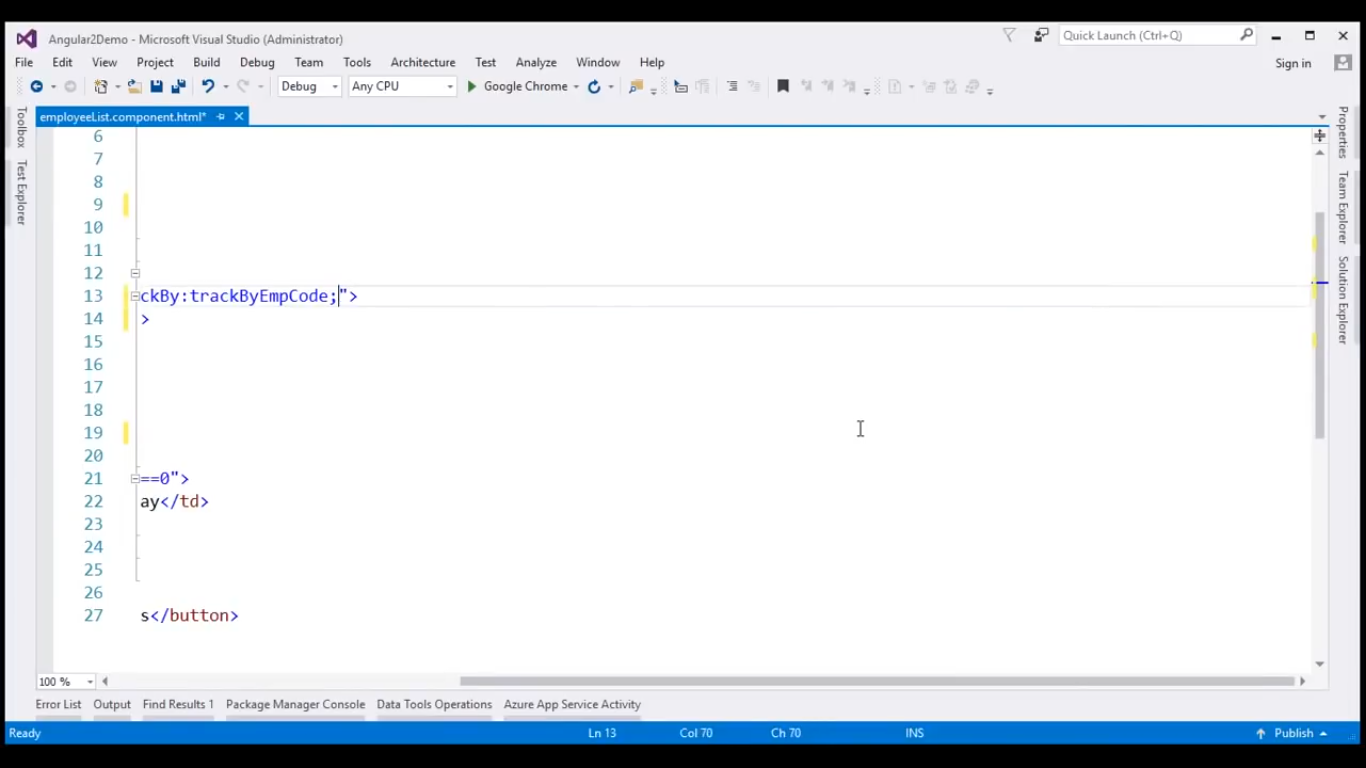 Angular2Demo - Microsoft Visual Studio (Administrator)
Quick Launch (Ctrl+Q)
File Edit View Project Build Debug Team Tools Architecture Test Analyze Window Help
Sign in
Debug Any CPU Google Chrome
Toolbox
Test Explorer
employeeList.component.html*
Properties
Team Explorer
Solution Explorer
6
7
8
9
10
11
12
13 ckBy:trackByEmpCode;">
14 >
15
16
17
18
19
20
21 ==0">
22 ay</td>
23
24
25
26
27 s</button>
100 %
Error List Output Find Results 1 Package Manager Console Data Tools Operations Azure App Service Activity
Ready Ln 13 Col 70 Ch 70 INS Publish